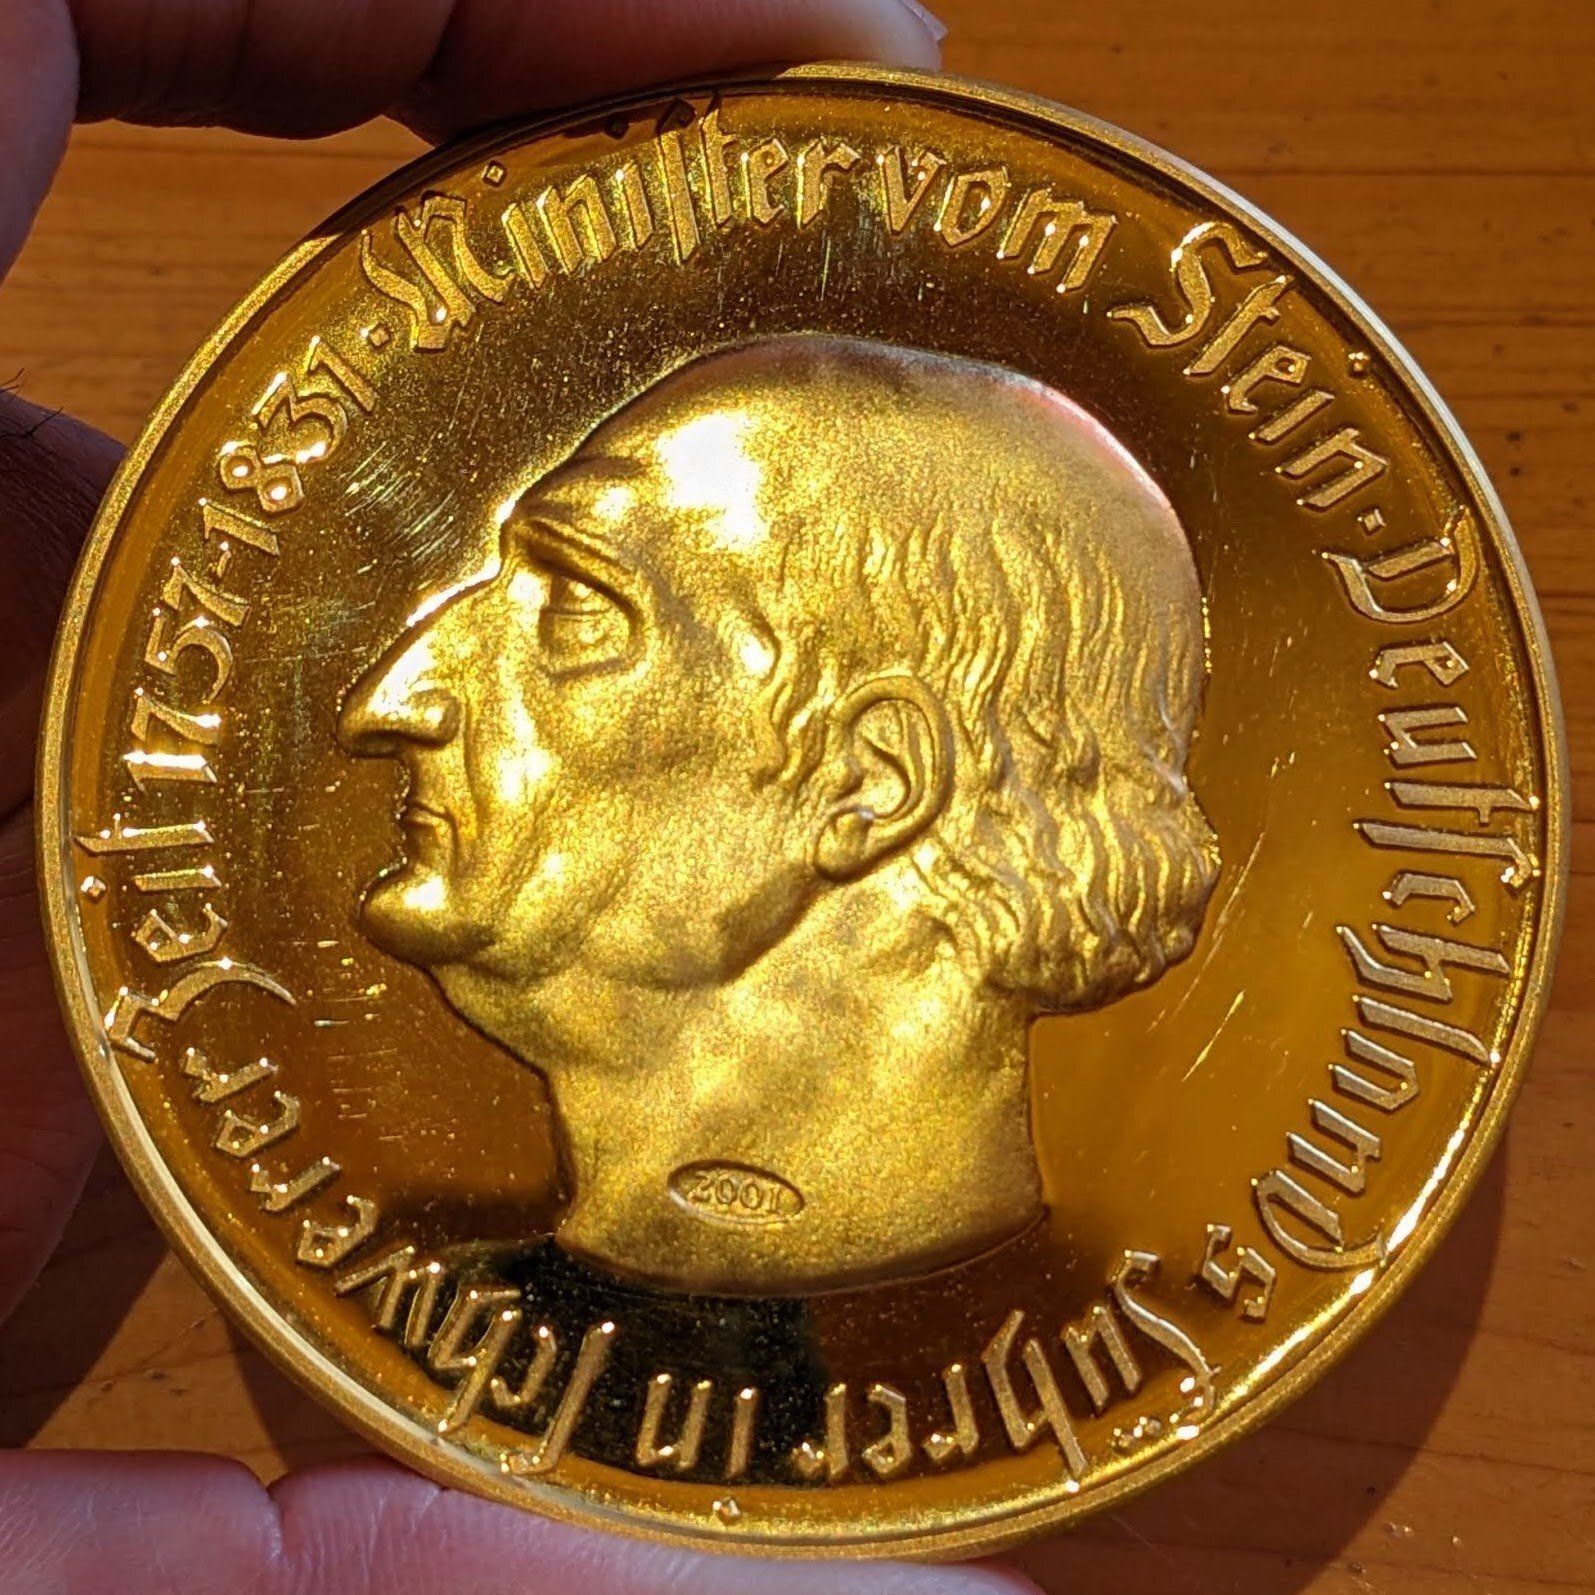 Miniſter vom Stein · Deutſchlands Führer in ſchwerer Zeit 1757-1831 ·
2001